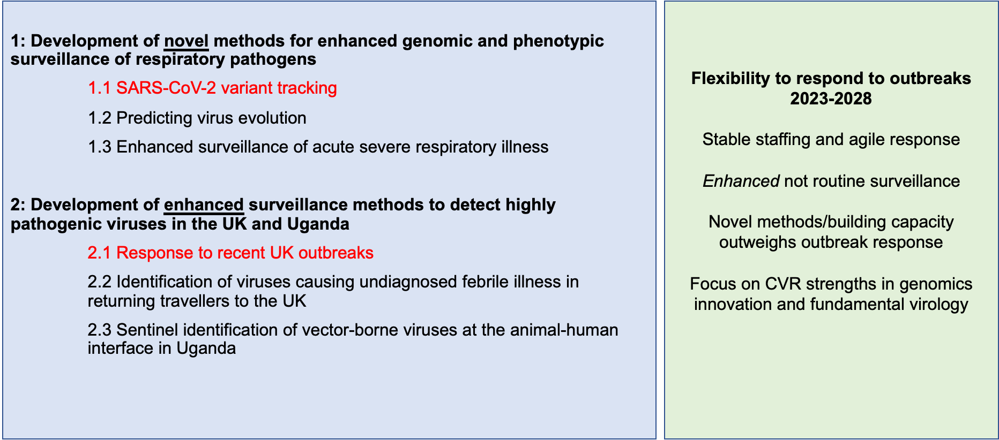 1: Development of novel methods for enhanced genomic and phenotypic
surveillance of respiratory pathogens
1.1 SARS-CoV-2 variant tracking
1.2 Predicting virus evolution
1.3 Enhanced surveillance of acute severe respiratory illness
2: Development of enhanced surveillance methods to detect highly
pathogenic viruses in the UK and Uganda
2.1 Response to recent UK outbreaks
2.2 Identification of viruses causing undiagnosed febrile illness in
returning travellers to the UK
2.3 Sentinel identification of vector-borne viruses at the animal-human
interface in Uganda
Flexibility to respond to outbreaks
2023-2028
Stable staffing and agile response
Enhanced not routine surveillance
Novel methods/building capacity
outweighs outbreak response
Focus on CVR strengths in genomics
innovation and fundamental virology